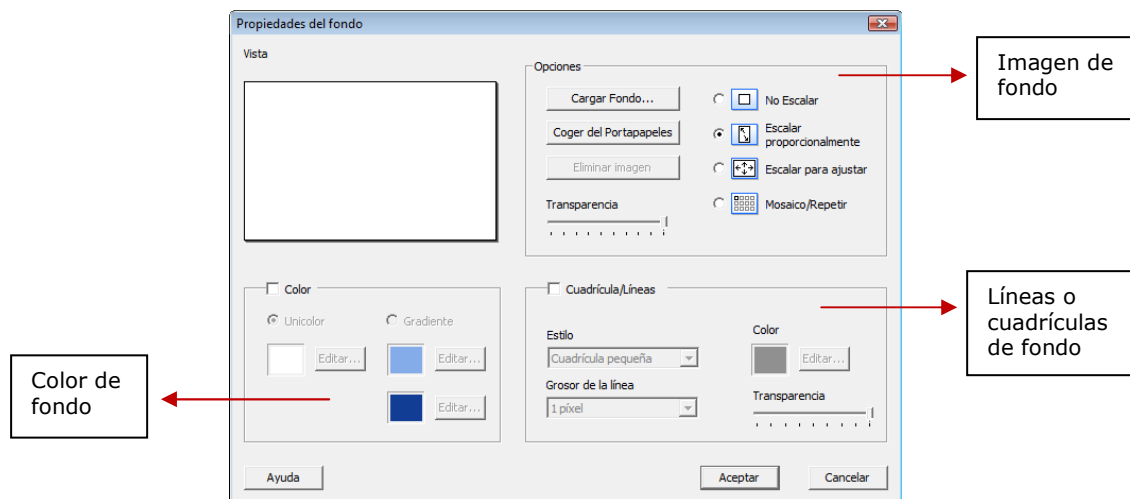 Propiedades del fondo
Vista
Opciones
Cargar Fondo...
No Escalar
Coger del Portapapeles
Escalar
proporcionalmente
Eliminar imagen
Escalar para ajustar
Transparencia
Mosaico/Repetir
Imagen de
fondo
Color
Unicolor
Gradiente
Editar...
Editar...
Editar...
Cuadrícula/Líneas
Estilo
Color
Cuadrícula pequeña
Editar...
Grosor de la línea
1 píxel
Transparencia
Líneas o
cuadrículas
de fondo
Color de
fondo
Ayuda
Aceptar
Cancelar